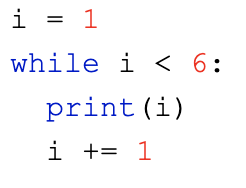 i = 1
while i < 6:
  print(i)
  i += 1